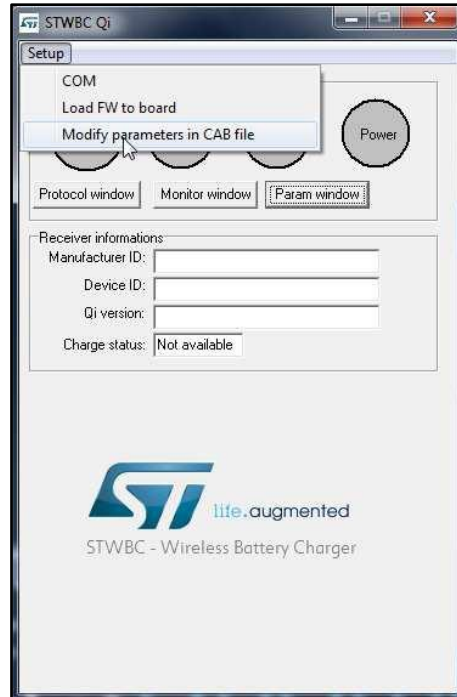 STWBC Qi
Setup
COM
Load FW to board
Modify parameters in CAB file
Power
Protocol window
Monitor window
Param window
Receiver informations
Manufacturer ID:
Device ID:
Qi version:
Charge status: Not available
ST life.augmented
STWBC - Wireless Battery Charger